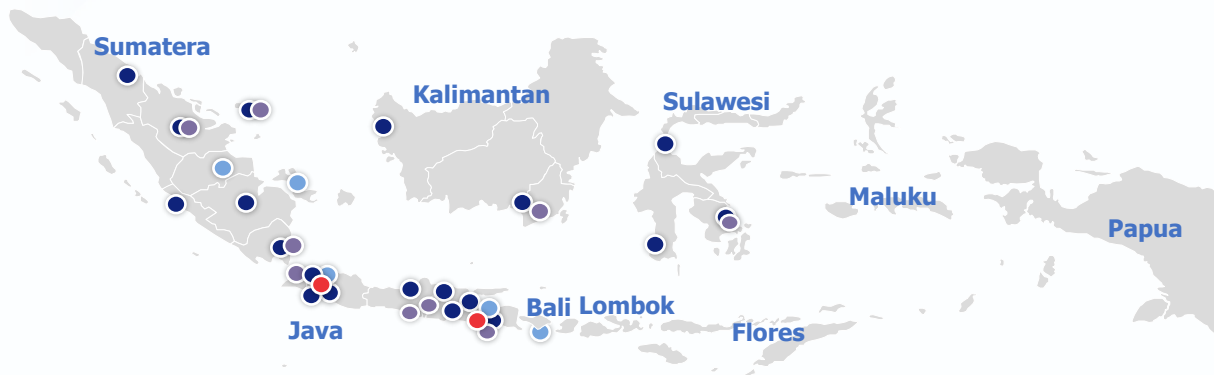 Sumatera
Kalimantan
Sulawesi
Maluku
Papua
Bali Lombok
Java
Flores